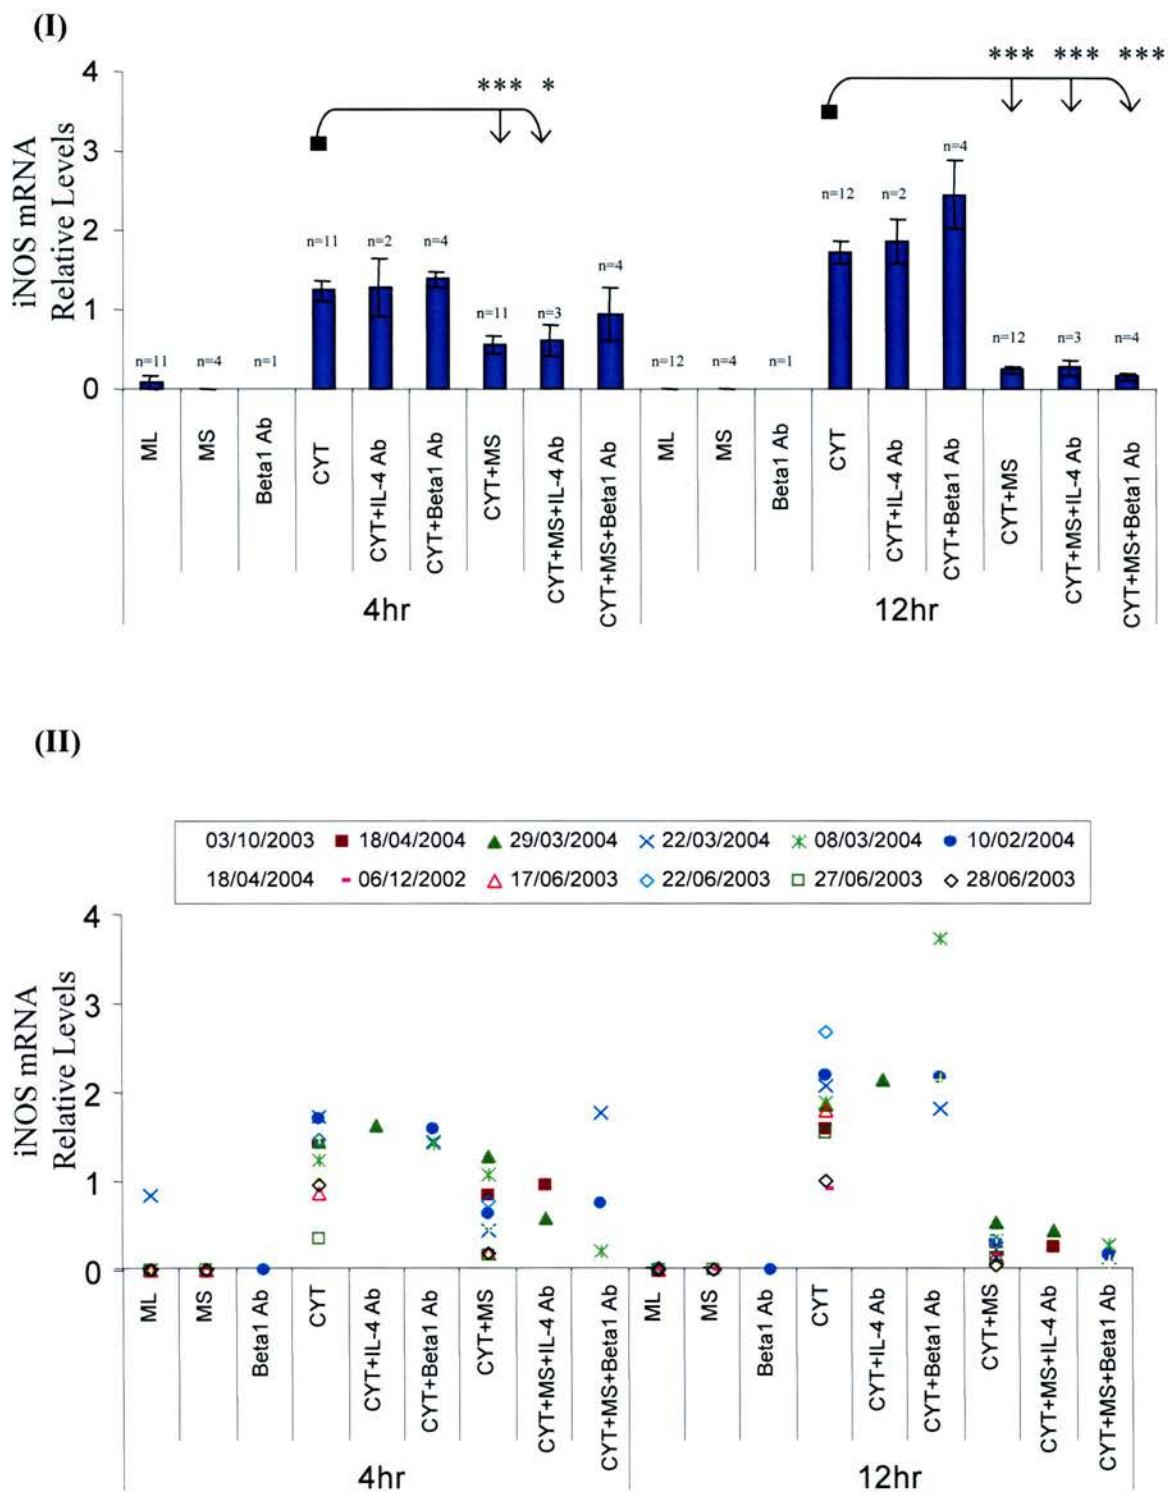 (I)
*** *
*** *** ***
iNOS mRNA
Relative Levels
4
3
2
1
0
n=11
n=4
n=1
n=11
n=2
n=4
n=11
n=3
n=4
n=12
n=4
n=1
n=12
n=2
n=4
n=12
n=3
n=4
ML
MS
Beta1 Ab
CYT
CYT+IL-4 Ab
CYT+Beta1 Ab
CYT+MS
CYT+MS+IL-4 Ab
CYT+MS+Beta1 Ab
ML
MS
Beta1 Ab
CYT
CYT+IL-4 Ab
CYT+Beta1 Ab
CYT+MS
CYT+MS+IL-4 Ab
CYT+MS+Beta1 Ab
4hr
12hr
(II)
03/10/2003 18/04/2004 29/03/2004 22/03/2004 08/03/2004 10/02/2004
18/04/2004 06/12/2002 17/06/2003 22/06/2003 27/06/2003 28/06/2003
iNOS mRNA
Relative Levels
4
3
2
1
0
ML
MS
Beta1 Ab
CYT
CYT+IL-4 Ab
CYT+Beta1 Ab
CYT+MS
CYT+MS+IL-4 Ab
CYT+MS+Beta1 Ab
ML
MS
Beta1 Ab
CYT
CYT+IL-4 Ab
CYT+Beta1 Ab
CYT+MS
CYT+MS+IL-4 Ab
CYT+MS+Beta1 Ab
4hr
12hr